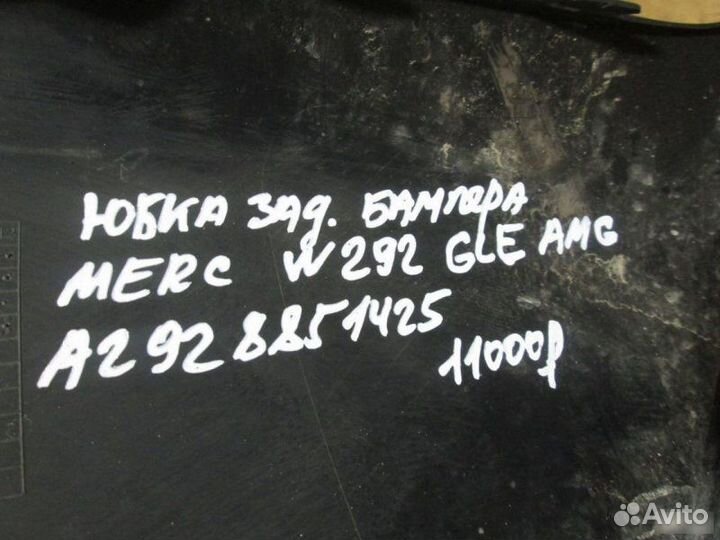 ЮБКА ЗАД. БАМПЕРА
MERC W292 GLE AMG
A2928851425
11000р
Avito